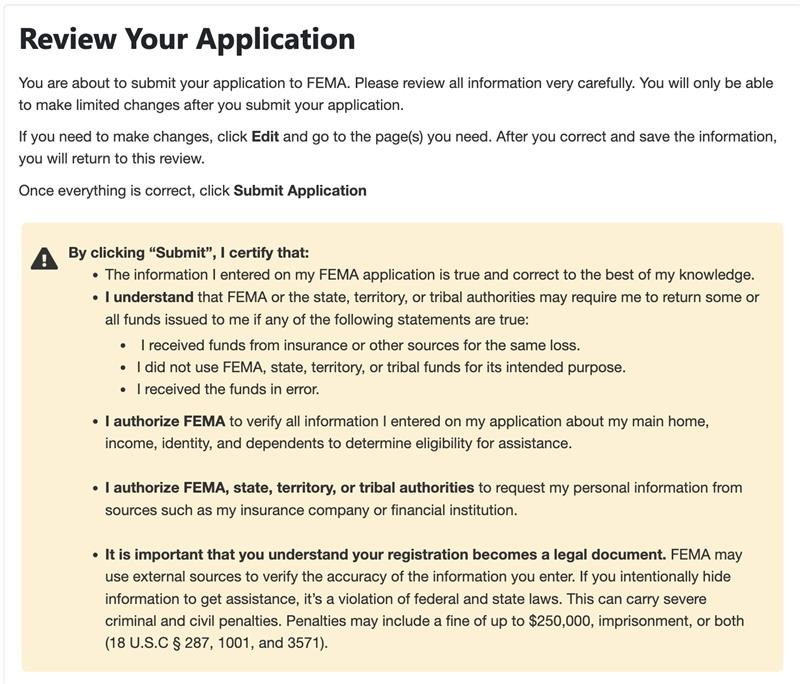 Review Your Application
You are about to submit your application to FEMA. Please review all information very carefully. You will only be able
to make limited changes after you submit your application.
If you need to make changes, click Edit and go to the page(s) you need. After you correct and save the information,
you will return to this review.
Once everything is correct, click Submit Application
By clicking “Submit”, I certify that:
• The information I entered on my FEMA application is true and correct to the best of my knowledge.
• I understand that FEMA or the state, territory, or tribal authorities may require me to return some or
all funds issued to me if any of the following statements are true:
• I received funds from insurance or other sources for the same loss.
• I did not use FEMA, state, territory, or tribal funds for its intended purpose.
• I received the funds in error.
• I authorize FEMA to verify all information I entered on my application about my main home,
income, identity, and dependents to determine eligibility for assistance.
• I authorize FEMA, state, territory, or tribal authorities to request my personal information from
sources such as my insurance company or financial institution.
• It is important that you understand your registration becomes a legal document. FEMA may
use external sources to verify the accuracy of the information you enter. If you intentionally hide
information to get assistance, it’s a violation of federal and state laws. This can carry severe
criminal and civil penalties. Penalties may include a fine of up to $250,000, imprisonment, or both
(18 U.S.C § 287, 1001, and 3571).